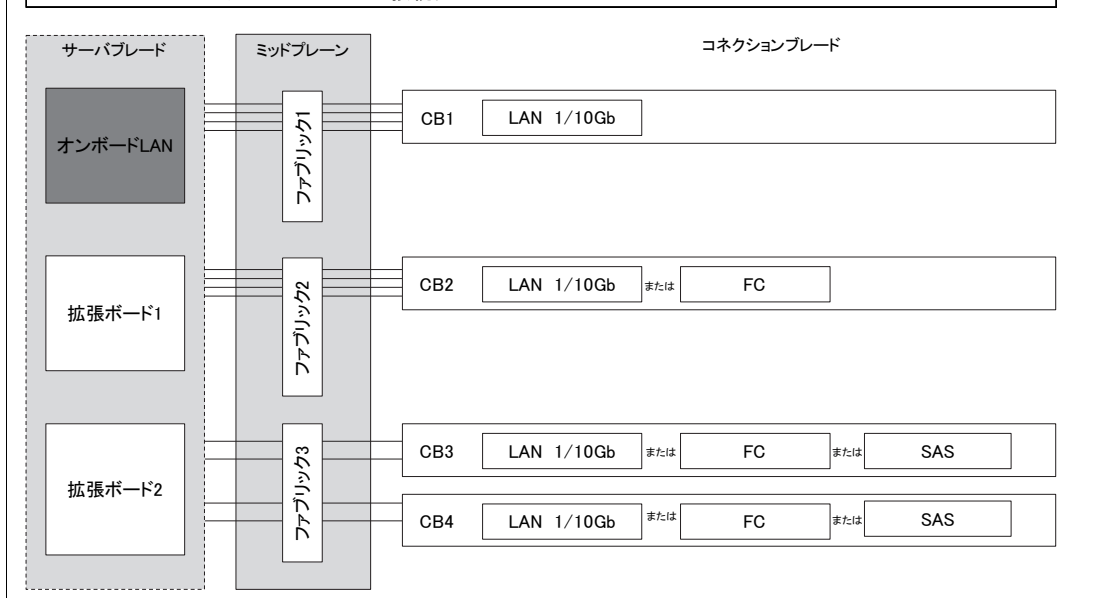 サーバブレード
ミッドプレーン
コネクションブレード
オンボードLAN
ファブリック1
CB1 LAN 1/10Gb
拡張ボード1
ファブリック2
CB2 LAN 1/10Gb または FC
拡張ボード2
ファブリック3
CB3 LAN 1/10Gb または FC または SAS
CB4 LAN 1/10Gb または FC または SAS